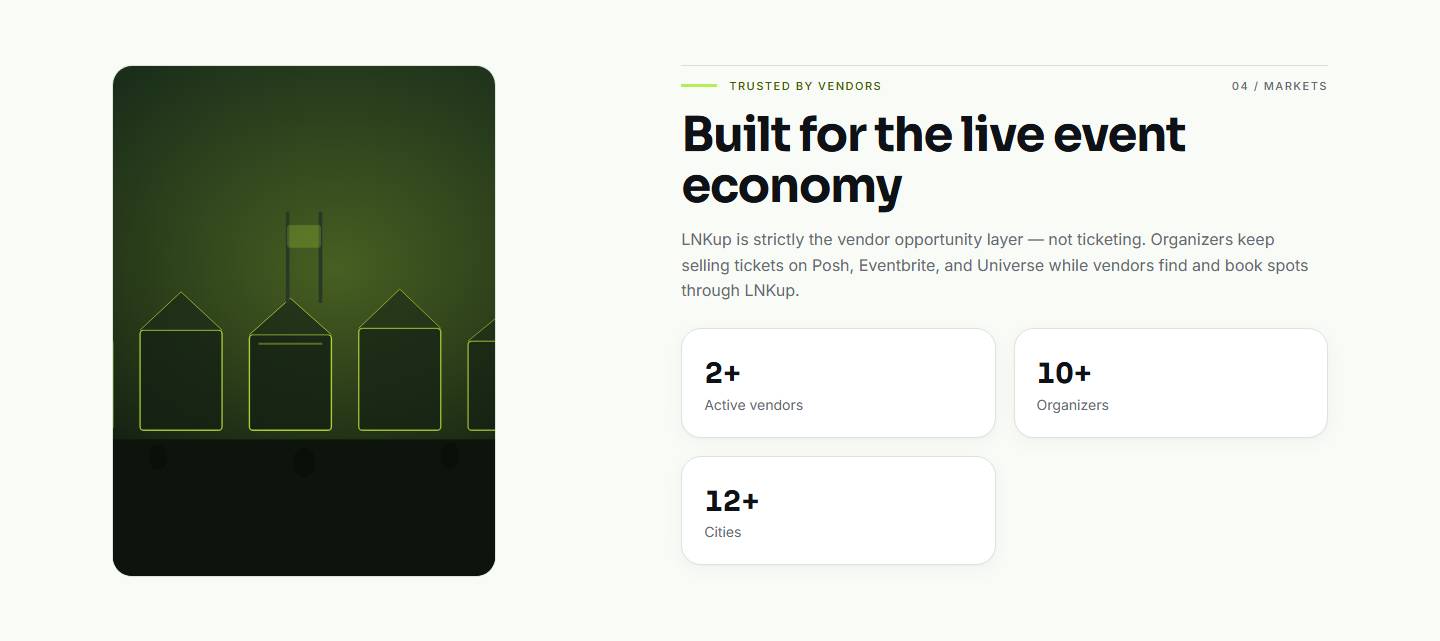 TRUSTED BY VENDORS
04 / MARKETS
Built for the live event
economy
LNKup is strictly the vendor opportunity layer — not ticketing. Organizers keep
selling tickets on Posh, Eventbrite, and Universe while vendors find and book spots
through LNKup.
2+
Active vendors
10+
Organizers
12+
Cities